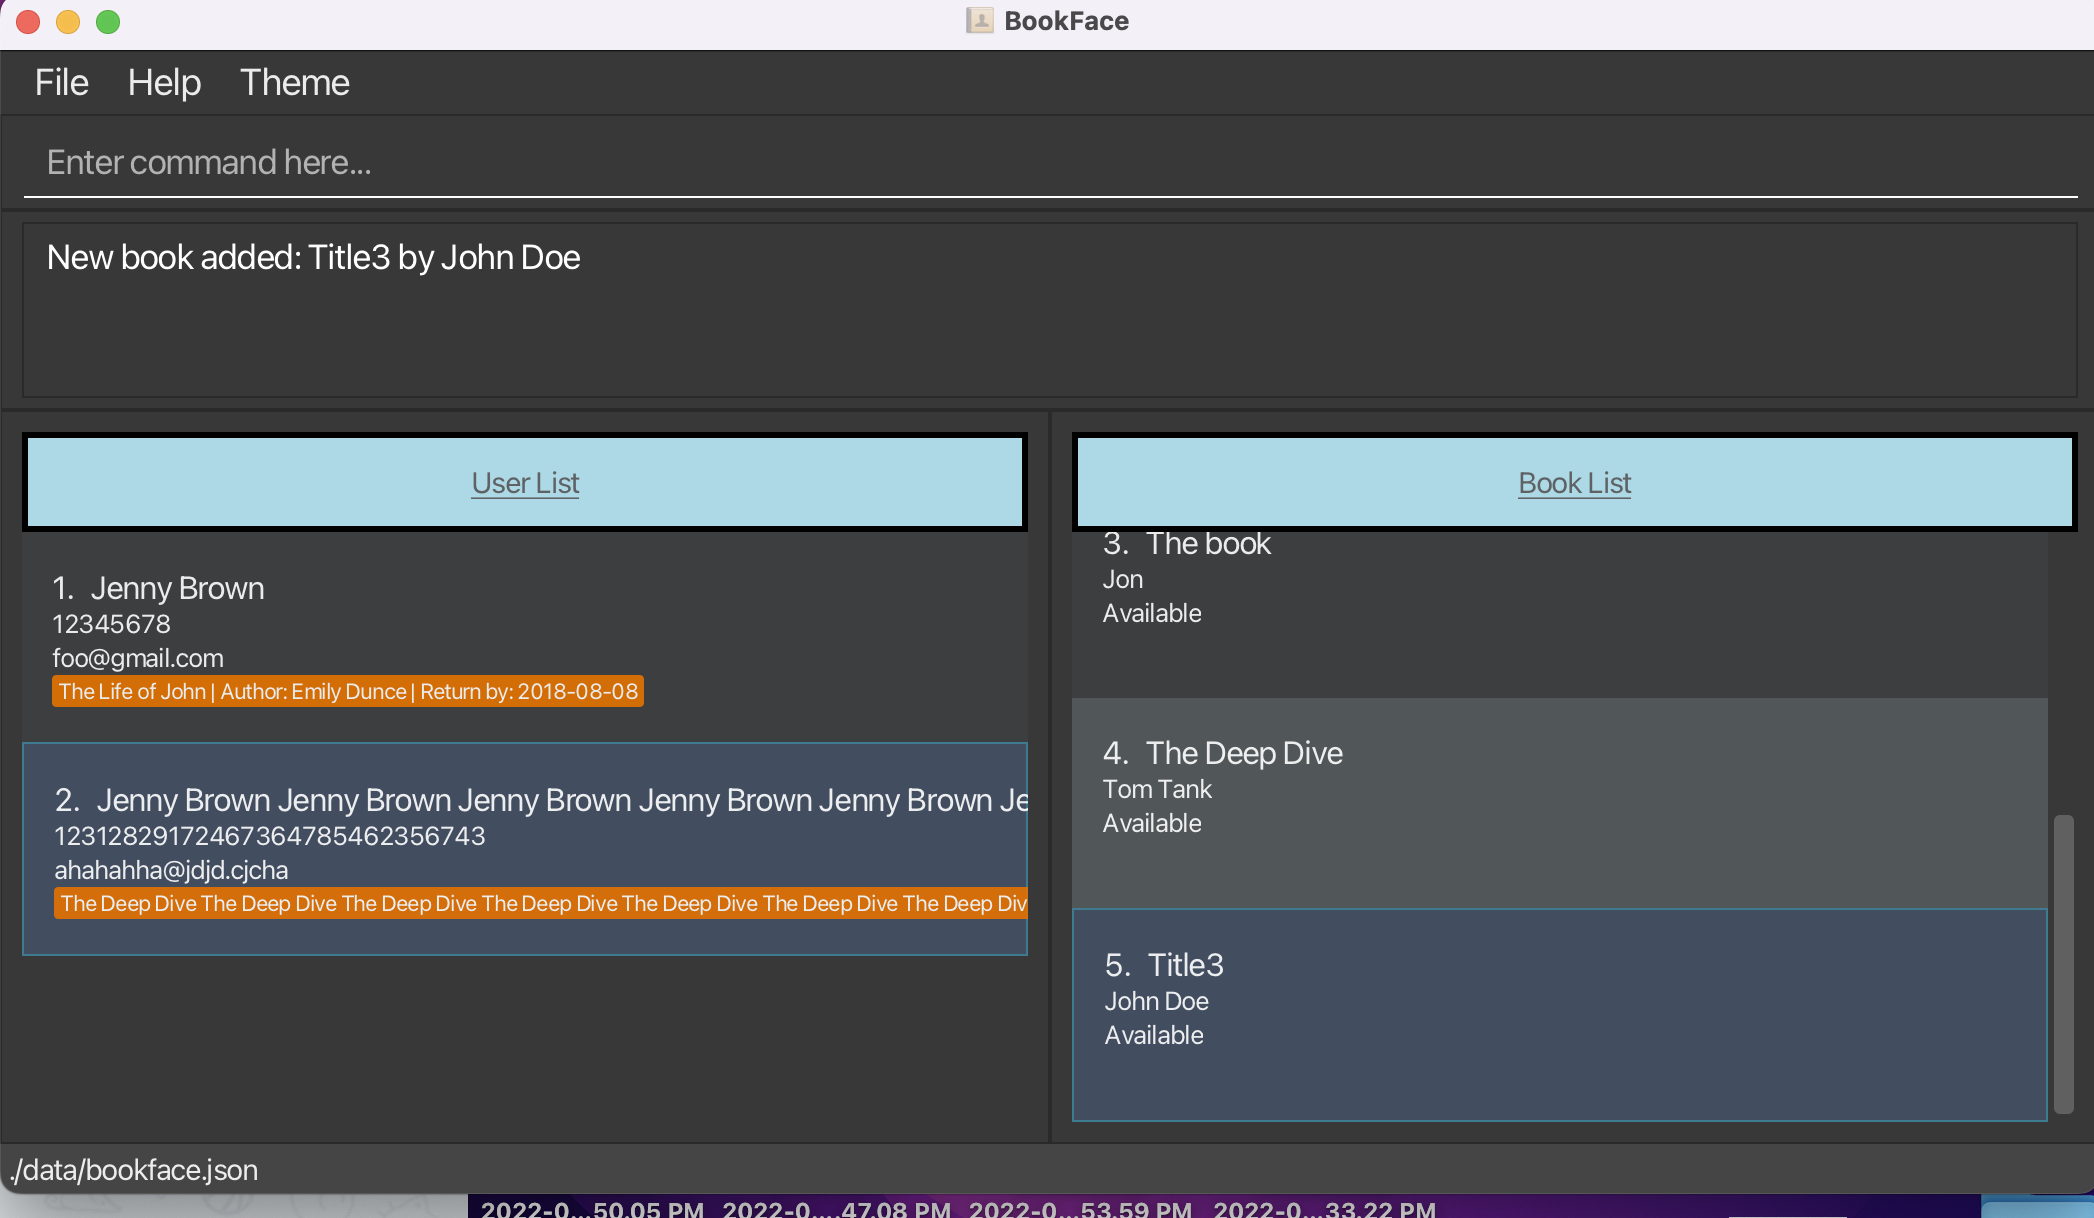 BookFace
File Help Theme
Enter command here...
New book added: Title3 by John Doe
User List
1. Jenny Brown
12345678
foo@gmail.com
The Life of John | Author: Emily Dunce | Return by: 2018-08-08
2. Jenny Brown Jenny Brown Jenny Brown Jenny Brown Jenny Brown Je
123128291724673647854623567​43
ahahahha@jdjd.cjcha
The Deep Dive The Deep Dive The Deep Dive The Deep Dive The Deep Dive The Deep Dive The Deep Div
Book List
3. The book
Jon
Available
4. The Deep Dive
Tom Tank
Available
5. Title3
John Doe
Available
./data/bookface.json
2022-0...50.05 PM 2022-0....47.08 PM 2022-0...53.59 PM 2022-0...33.22 PM